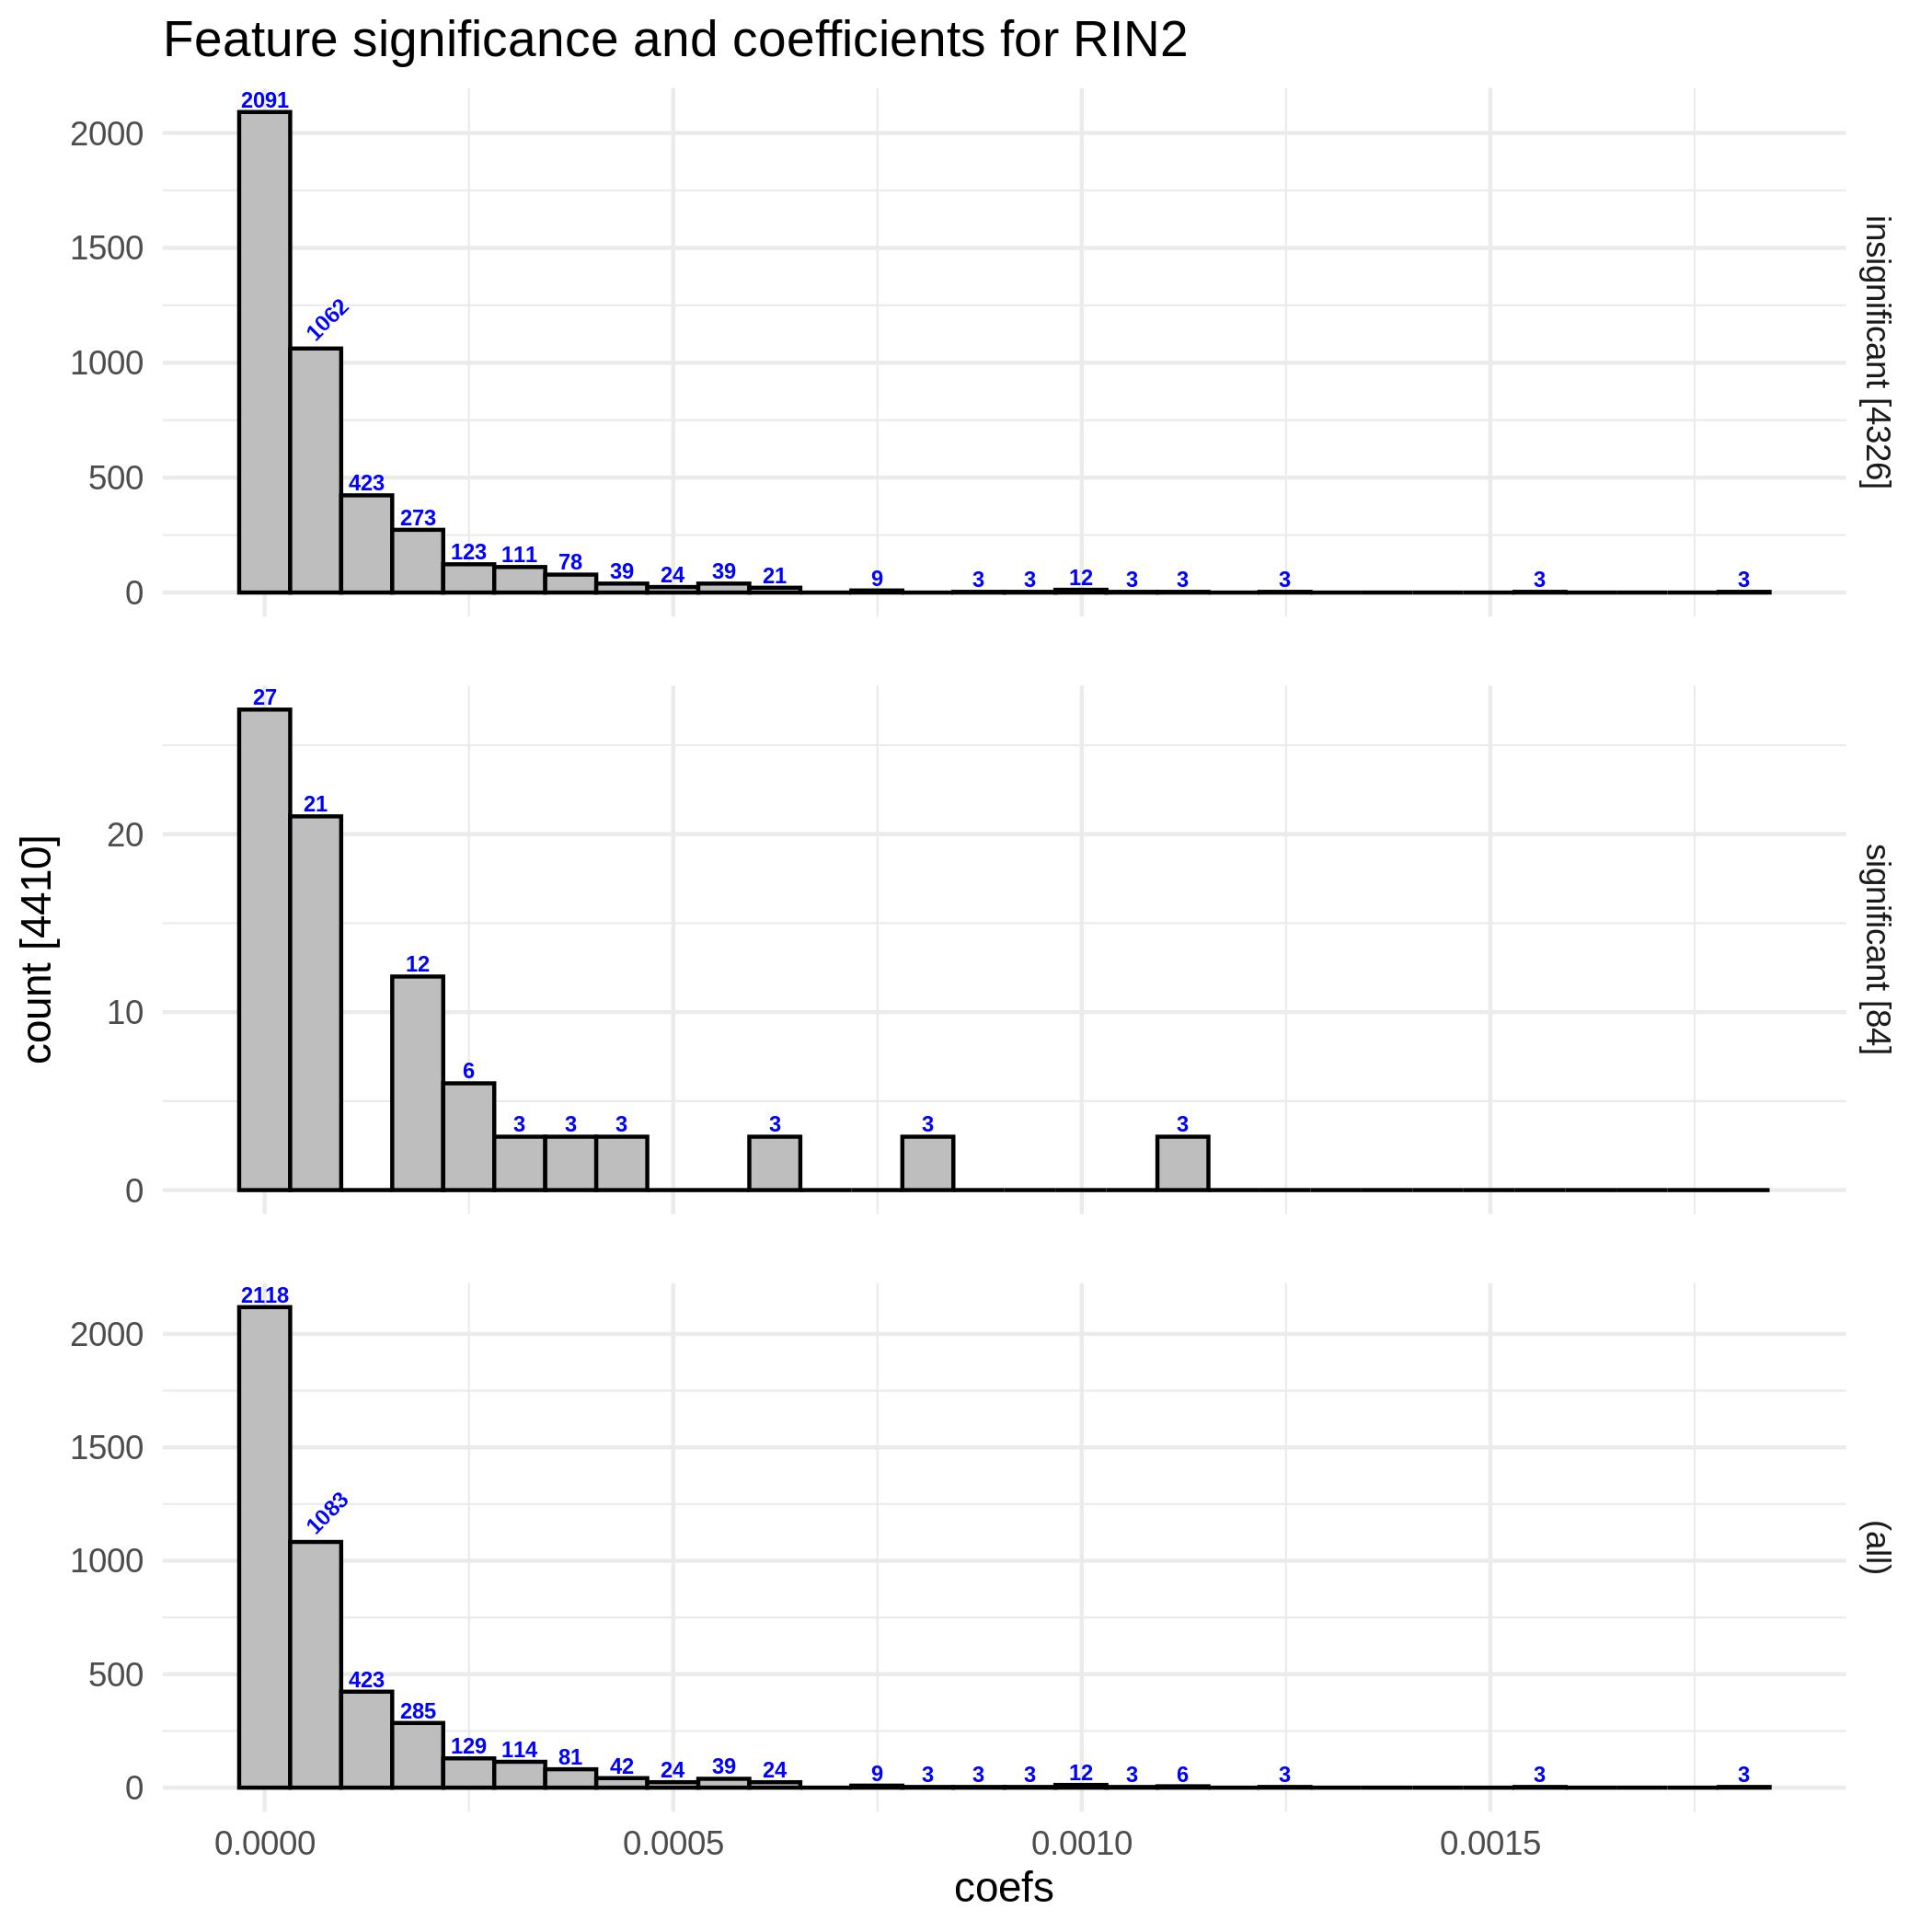 Feature significance and coefficients for RIN2
2091
2000
1500
1062
1000
500
423
273
123 111 78 39 24 39 21 9 3 3 12 3 3 3 3 3
0
insignificant [4326]
27
21
20
12
10
6
3 3 3 3 3 3
0
significant [84]
count [4410]
2118
2000
1500
1083
1000
500
423
285
129 114 81 42 24 39 24 9 3 3 3 12 3 6 3 3 3
0
(all)
0.0000 0.0005 0.0010 0.0015
coefs